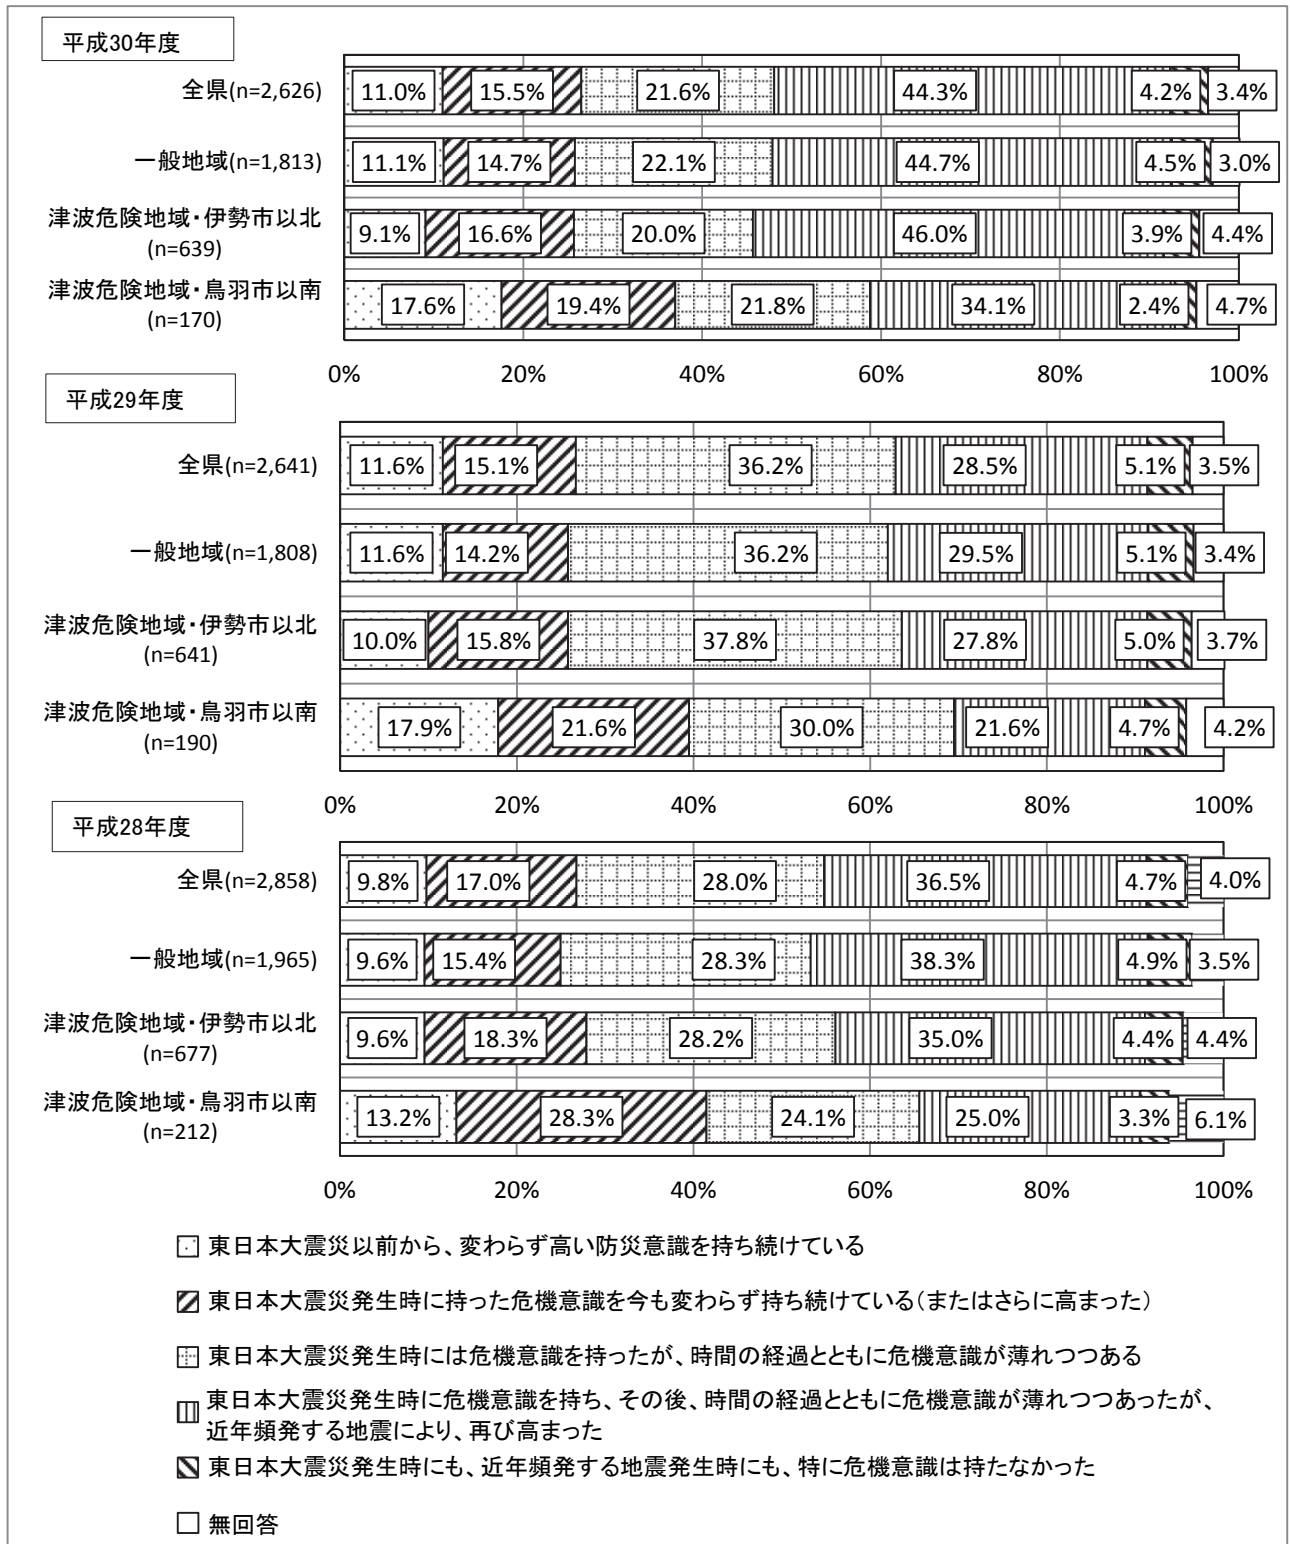 平成30年度
全県(n=2,626)
11.0% 15.5% 21.6% 44.3% 4.2% 3.4%
一般地域(n=1,813)
11.1% 14.7% 22.1% 44.7% 4.5% 3.0%
津波危険地域・伊勢市以北
(n=639)
9.1% 16.6% 20.0% 46.0% 3.9% 4.4%
津波危険地域・鳥羽市以南
(n=170)
17.6% 19.4% 21.8% 34.1% 2.4% 4.7%
0% 20% 40% 60% 80% 100%
平成29年度
全県(n=2,641)
11.6% 15.1% 36.2% 28.5% 5.1% 3.5%
一般地域(n=1,808)
11.6% 14.2% 36.2% 29.5% 5.1% 3.4%
津波危険地域・伊勢市以北
(n=641)
10.0% 15.8% 37.8% 27.8% 5.0% 3.7%
津波危険地域・鳥羽市以南
(n=190)
17.9% 21.6% 30.0% 21.6% 4.7% 4.2%
0% 20% 40% 60% 80% 100%
平成28年度
全県(n=2,858)
9.8% 17.0% 28.0% 36.5% 4.7% 4.0%
一般地域(n=1,965)
9.6% 15.4% 28.3% 38.3% 4.9% 3.5%
津波危険地域・伊勢市以北
(n=677)
9.6% 18.3% 28.2% 35.0% 4.4% 4.4%
津波危険地域・鳥羽市以南
(n=212)
13.2% 28.3% 24.1% 25.0% 3.3% 6.1%
0% 20% 40% 60% 80% 100%
東日本大震災以前から、変わらず高い防災意識を持ち続けている
東日本大震災発生時に持った危機意識を今も変わらず持ち続けている(またはさらに高まった)
東日本大震災発生時には危機意識を持ったが、時間の経過とともに危機意識が薄れつつある
東日本大震災発生時に危機意識を持ち、その後、時間の経過とともに危機意識が薄れつつあったが、
近年頻発する地震により、再び高まった
東日本大震災発生時にも、近年頻発する地震発生時にも、特に危機意識は持たなかった
無回答